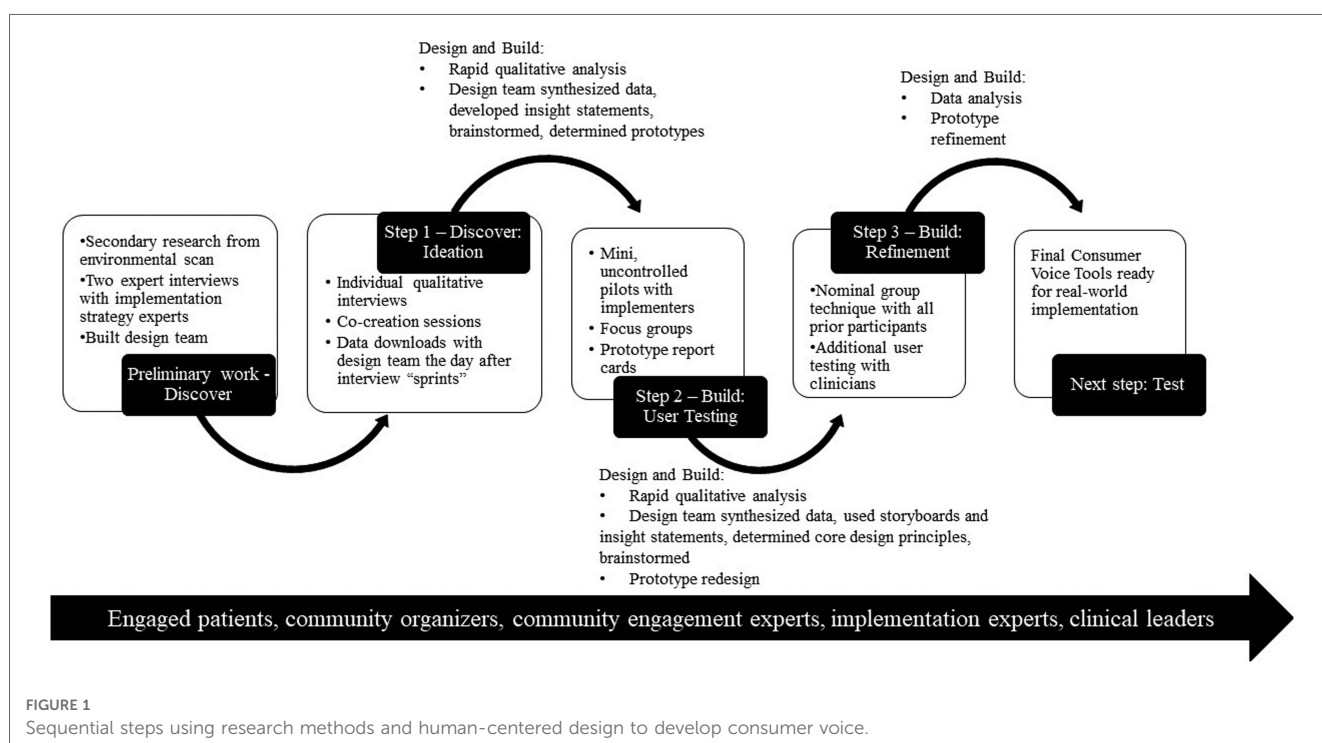 Design and Build:
• Rapid qualitative analysis
• Design team synthesized data,
developed insight statements,
brainstormed, determined prototypes
Design and Build:
• Data analysis
• Prototype
refinement
•Secondary research from
environmental scan
•Two expert interviews
with implementation
strategy experts
•Built design team
Preliminary work -
Discover
Step 1 – Discover:
Ideation
• Individual qualitative
interviews
• Co-creation sessions
• Data downloads with
design team the day after
interview “sprints”
• Mini,
uncontrolled
pilots with
implementers
• Focus groups
• Prototype report
cards
Step 2 – Build:
User Testing
Step 3 – Build:
Refinement
•Nominal group
technique with all
prior participants
•Additional user
testing with
clinicians
Final Consumer
Voice Tools ready
for real-world
implementation
Next step: Test
Design and Build:
• Rapid qualitative analysis
• Design team synthesized data, used storyboards and
insight statements, determined core design principles,
brainstormed
• Prototype redesign
Engaged patients, community organizers, community engagement experts, implementation experts, clinical leaders
FIGURE 1
Sequential steps using research methods and human-centered design to develop consumer voice.